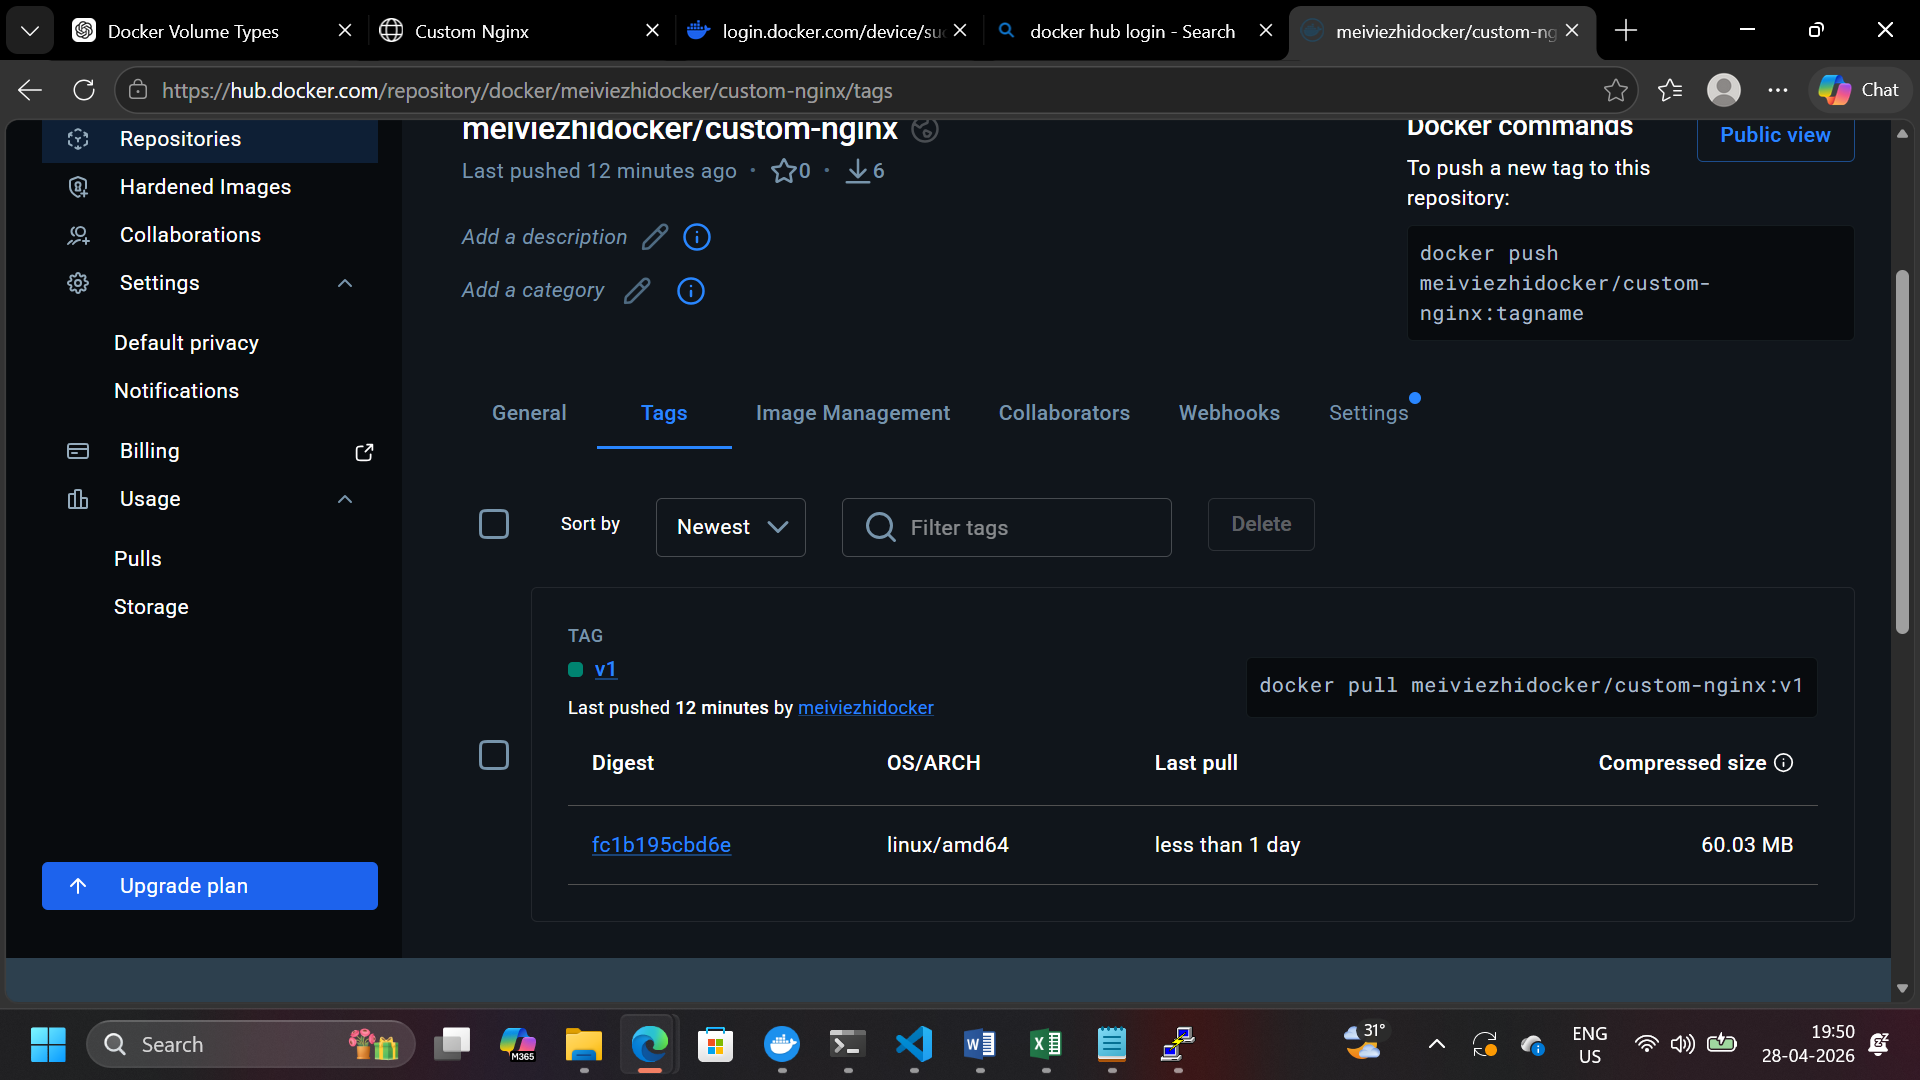 Docker Volume Types
Custom Nginx
login.docker.com/device/su
docker hub login - Search
meiviezhidocker/custom-ng
https://hub.docker.com/repository/docker/meiviezhidocker/custom-nginx/tags
Chat
Repositories
Hardened Images
Collaborations
Settings
Default privacy
Notifications
Billing
Usage
Pulls
Storage
Upgrade plan
meiviezhidocker/custom-nginx
Last pushed 12 minutes ago · 0 · 6
Add a description
Add a category
Docker commands
Public view
To push a new tag to this
repository:
docker push
meiviezhidocker/custom-
nginx:tagname
General
Tags
Image Management
Collaborators
Webhooks
Settings
Sort by
Newest
Filter tags
Delete
TAG
v1
Last pushed 12 minutes by meiviezhidocker
docker pull meiviezhidocker/custom-nginx:v1
Digest OS/ARCH Last pull Compressed size
fc1b195cbd6e linux/amd64 less than 1 day 60.03 MB
Search
M365
31°
ENG
US
19:50
28-04-2026